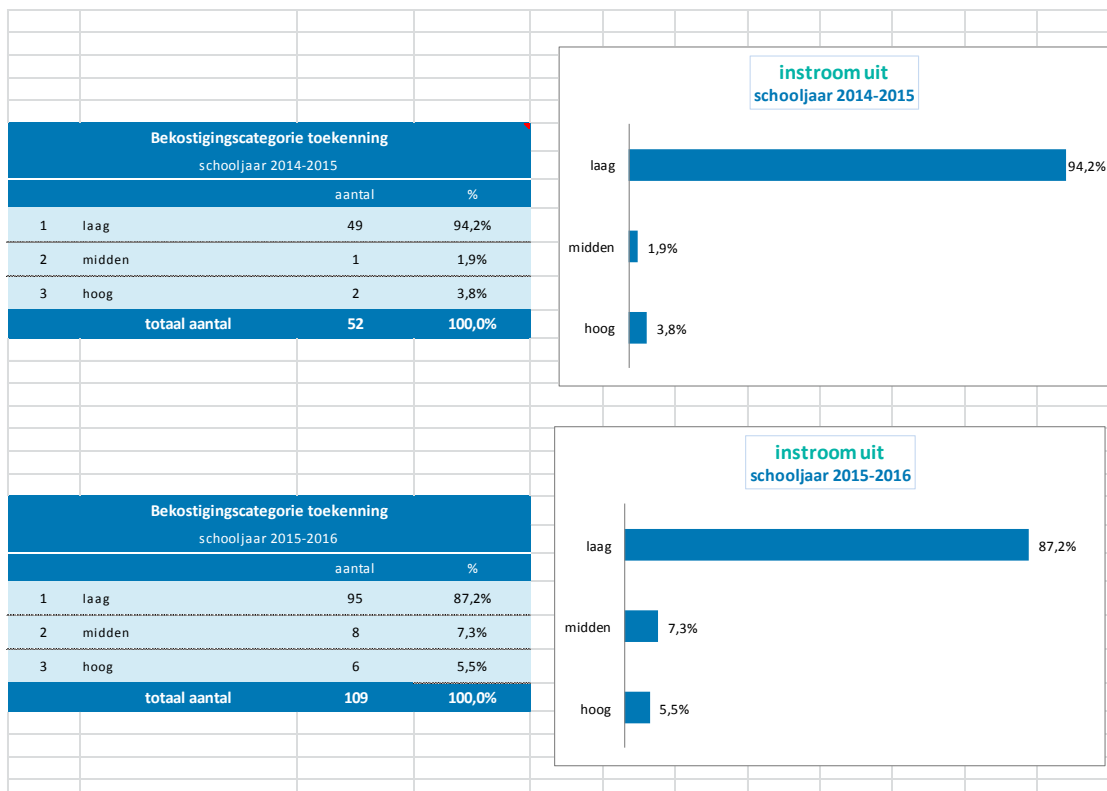 instroom uit
schooljaar 2014-2015
Bekostigingscategorie toekenning
schooljaar 2014-2015
aantal %
1 laag 49 94,2%
2 midden 1 1,9%
3 hoog 2 3,8%
totaal aantal 52 100,0%
laag 94,2%
midden 1,9%
hoog 3,8%
instroom uit
schooljaar 2015-2016
Bekostigingscategorie toekenning
schooljaar 2015-2016
aantal %
1 laag 95 87,2%
2 midden 8 7,3%
3 hoog 6 5,5%
totaal aantal 109 100,0%
laag 87,2%
midden 7,3%
hoog 5,5%